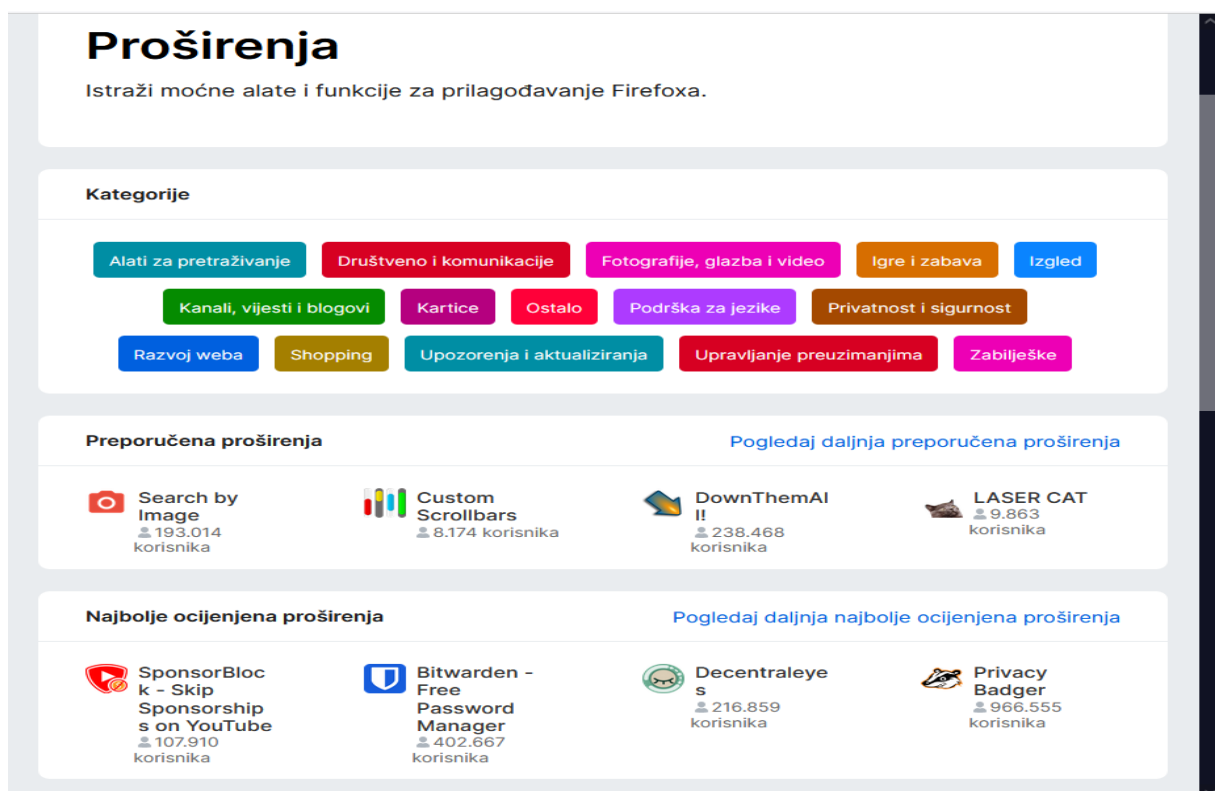 Proširenja
Istraži moćne alate i funkcije za prilagođavanje Firefoxa.
Kategorije
Alati za pretraživanje Društveno i komunikacije Fotografije, glazba i video Igre i zabava Izgled
Kanali, vijesti i blogovi Kartice Ostalo Podrška za jezike Privatnost i sigurnost
Razvoj weba Shopping Upozorenja i aktualiziranja Upravljanje preuzimanjima Zabilješke
Preporučena proširenja Pogledaj daljnja preporučena proširenja
Search by
Image
193.014
korisnika
Custom
Scrollbars
8.174 korisnika
DownThemAl
l!
238.468
korisnika
LASER CAT
9.863
korisnika
Najbolje ocijenjena proširenja Pogledaj daljnja najbolje ocijenjena proširenja
SponsorBloc
k - Skip
Sponsorship
s on YouTube
107.910
korisnika
Bitwarden -
Free
Password
Manager
402.667
korisnika
Decentraleye
s
216.859
korisnika
Privacy
Badger
966.555
korisnika